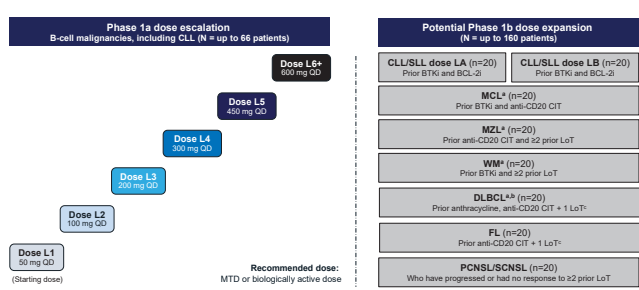 Phase 1a dose escalation
B-cell malignancies, including CLL (N = up to 66 patients)
Dose L6+
600 mg QD
Dose L5
450 mg QD
Dose L4
300 mg QD
Dose L3
200 mg QD
Dose L2
100 mg QD
Dose L1
50 mg QD
(Starting dose)
Recommended dose:
MTD or biologically active dose
Potential Phase 1b dose expansion
(N = up to 160 patients)
CLL/SLL dose LA (n=20)
Prior BTKi and BCL-2i
CLL/SLL dose LB (n=20)
Prior BTKi and BCL-2i
MCLᵃ (n=20)
Prior BTKi and anti-CD20 CIT
MZLᵃ (n=20)
Prior anti-CD20 CIT and ≥2 prior LoT
WMᵃ (n=20)
Prior BTKi and ≥2 prior LoT
DLBCLᵃ,ᵇ (n=20)
Prior anthracycline, anti-CD20 CIT + 1 LoTᶜ
FL (n=20)
Prior anti-CD20 CIT + 1 LoTᶜ
PCNSL/SCNSL (n=20)
Who have progressed or had no response to ≥2 prior LoT